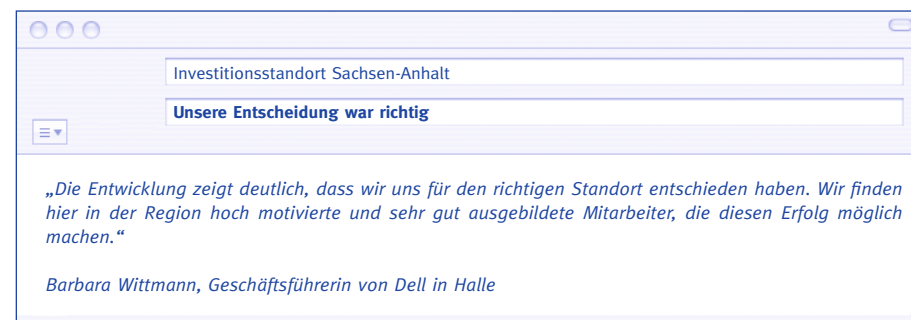 Investitionsstandort Sachsen-Anhalt
Unsere Entscheidung war richtig
„Die Entwicklung zeigt deutlich, dass wir uns für den richtigen Standort entschieden haben. Wir finden
hier in der Region hoch motivierte und sehr gut ausgebildete Mitarbeiter, die diesen Erfolg möglich
machen.“
Barbara Wittmann, Geschäftsführerin von Dell in Halle